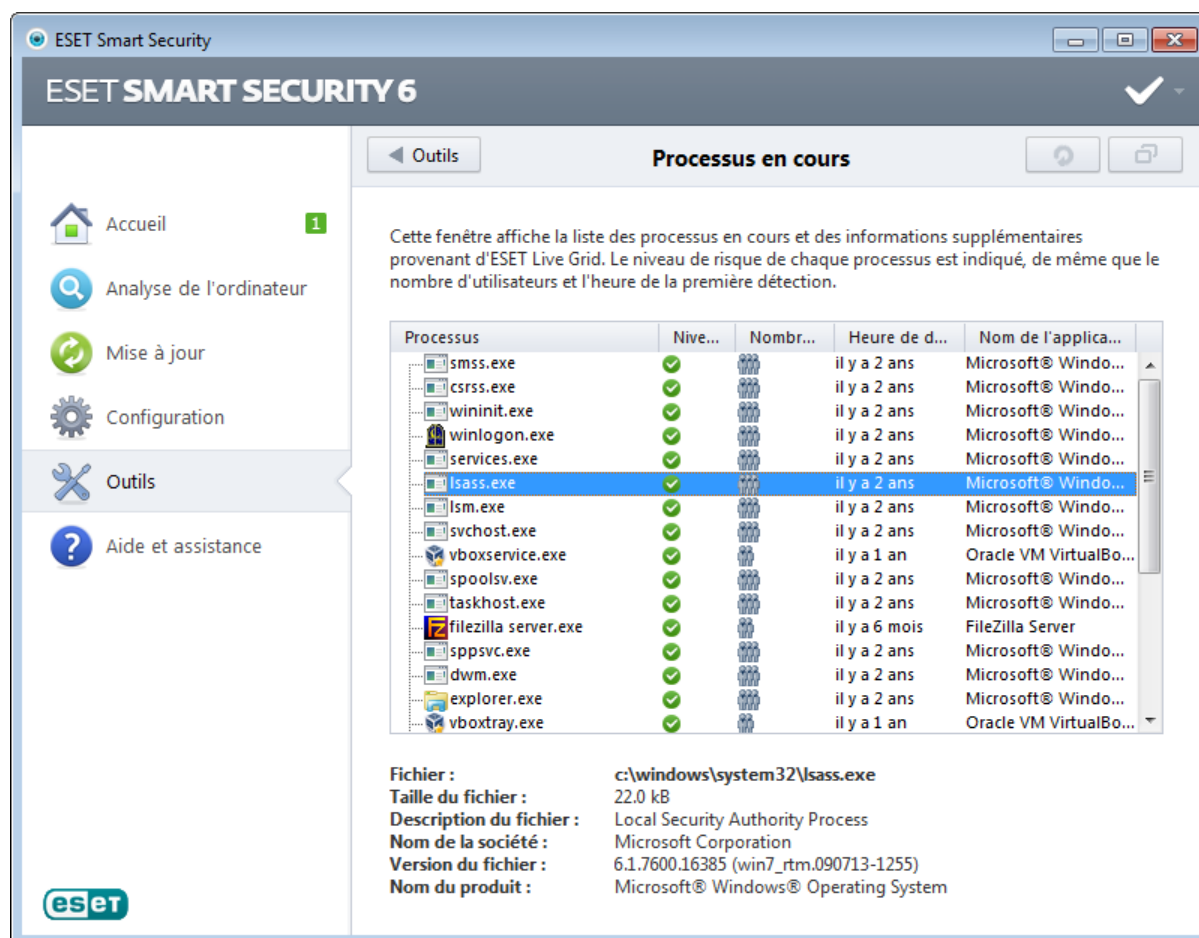 ESET Smart Security
ESET SMART SECURITY 6
Outils
Processus en cours
Accueil
1
Analyse de l'ordinateur
Mise à jour
Configuration
Outils
Aide et assistance
Cette fenêtre affiche la liste des processus en cours et des informations supplémentaires
provenant d'ESET Live Grid. Le niveau de risque de chaque processus est indiqué, de même que le
nombre d'utilisateurs et l'heure de la première détection.
Processus Nive... Nombr... Heure de d... Nom de l'applica...
smss.exe il y a 2 ans Microsoft® Windo...
csrss.exe il y a 2 ans Microsoft® Windo...
wininit.exe il y a 2 ans Microsoft® Windo...
winlogon.exe il y a 2 ans Microsoft® Windo...
services.exe il y a 2 ans Microsoft® Windo...
lsass.exe il y a 2 ans Microsoft® Windo...
lsm.exe il y a 2 ans Microsoft® Windo...
svchost.exe il y a 2 ans Microsoft® Windo...
vboxservice.exe il y a 1 an Oracle VM VirtualBo...
spoolsv.exe il y a 2 ans Microsoft® Windo...
taskhost.exe il y a 2 ans Microsoft® Windo...
filezilla server.exe il y a 6 mois FileZilla Server
sppsvc.exe il y a 2 ans Microsoft® Windo...
dwm.exe il y a 2 ans Microsoft® Windo...
explorer.exe il y a 2 ans Microsoft® Windo...
vboxtray.exe il y a 1 an Oracle VM VirtualBo...
Fichier : c:\windows\system32\lsass.exe
Taille du fichier : 22.0 kB
Description du fichier : Local Security Authority Process
Nom de la société : Microsoft Corporation
Version du fichier : 6.1.7600.16385 (win7_rtm.090713-1255)
Nom du produit : Microsoft® Windows® Operating System
eset